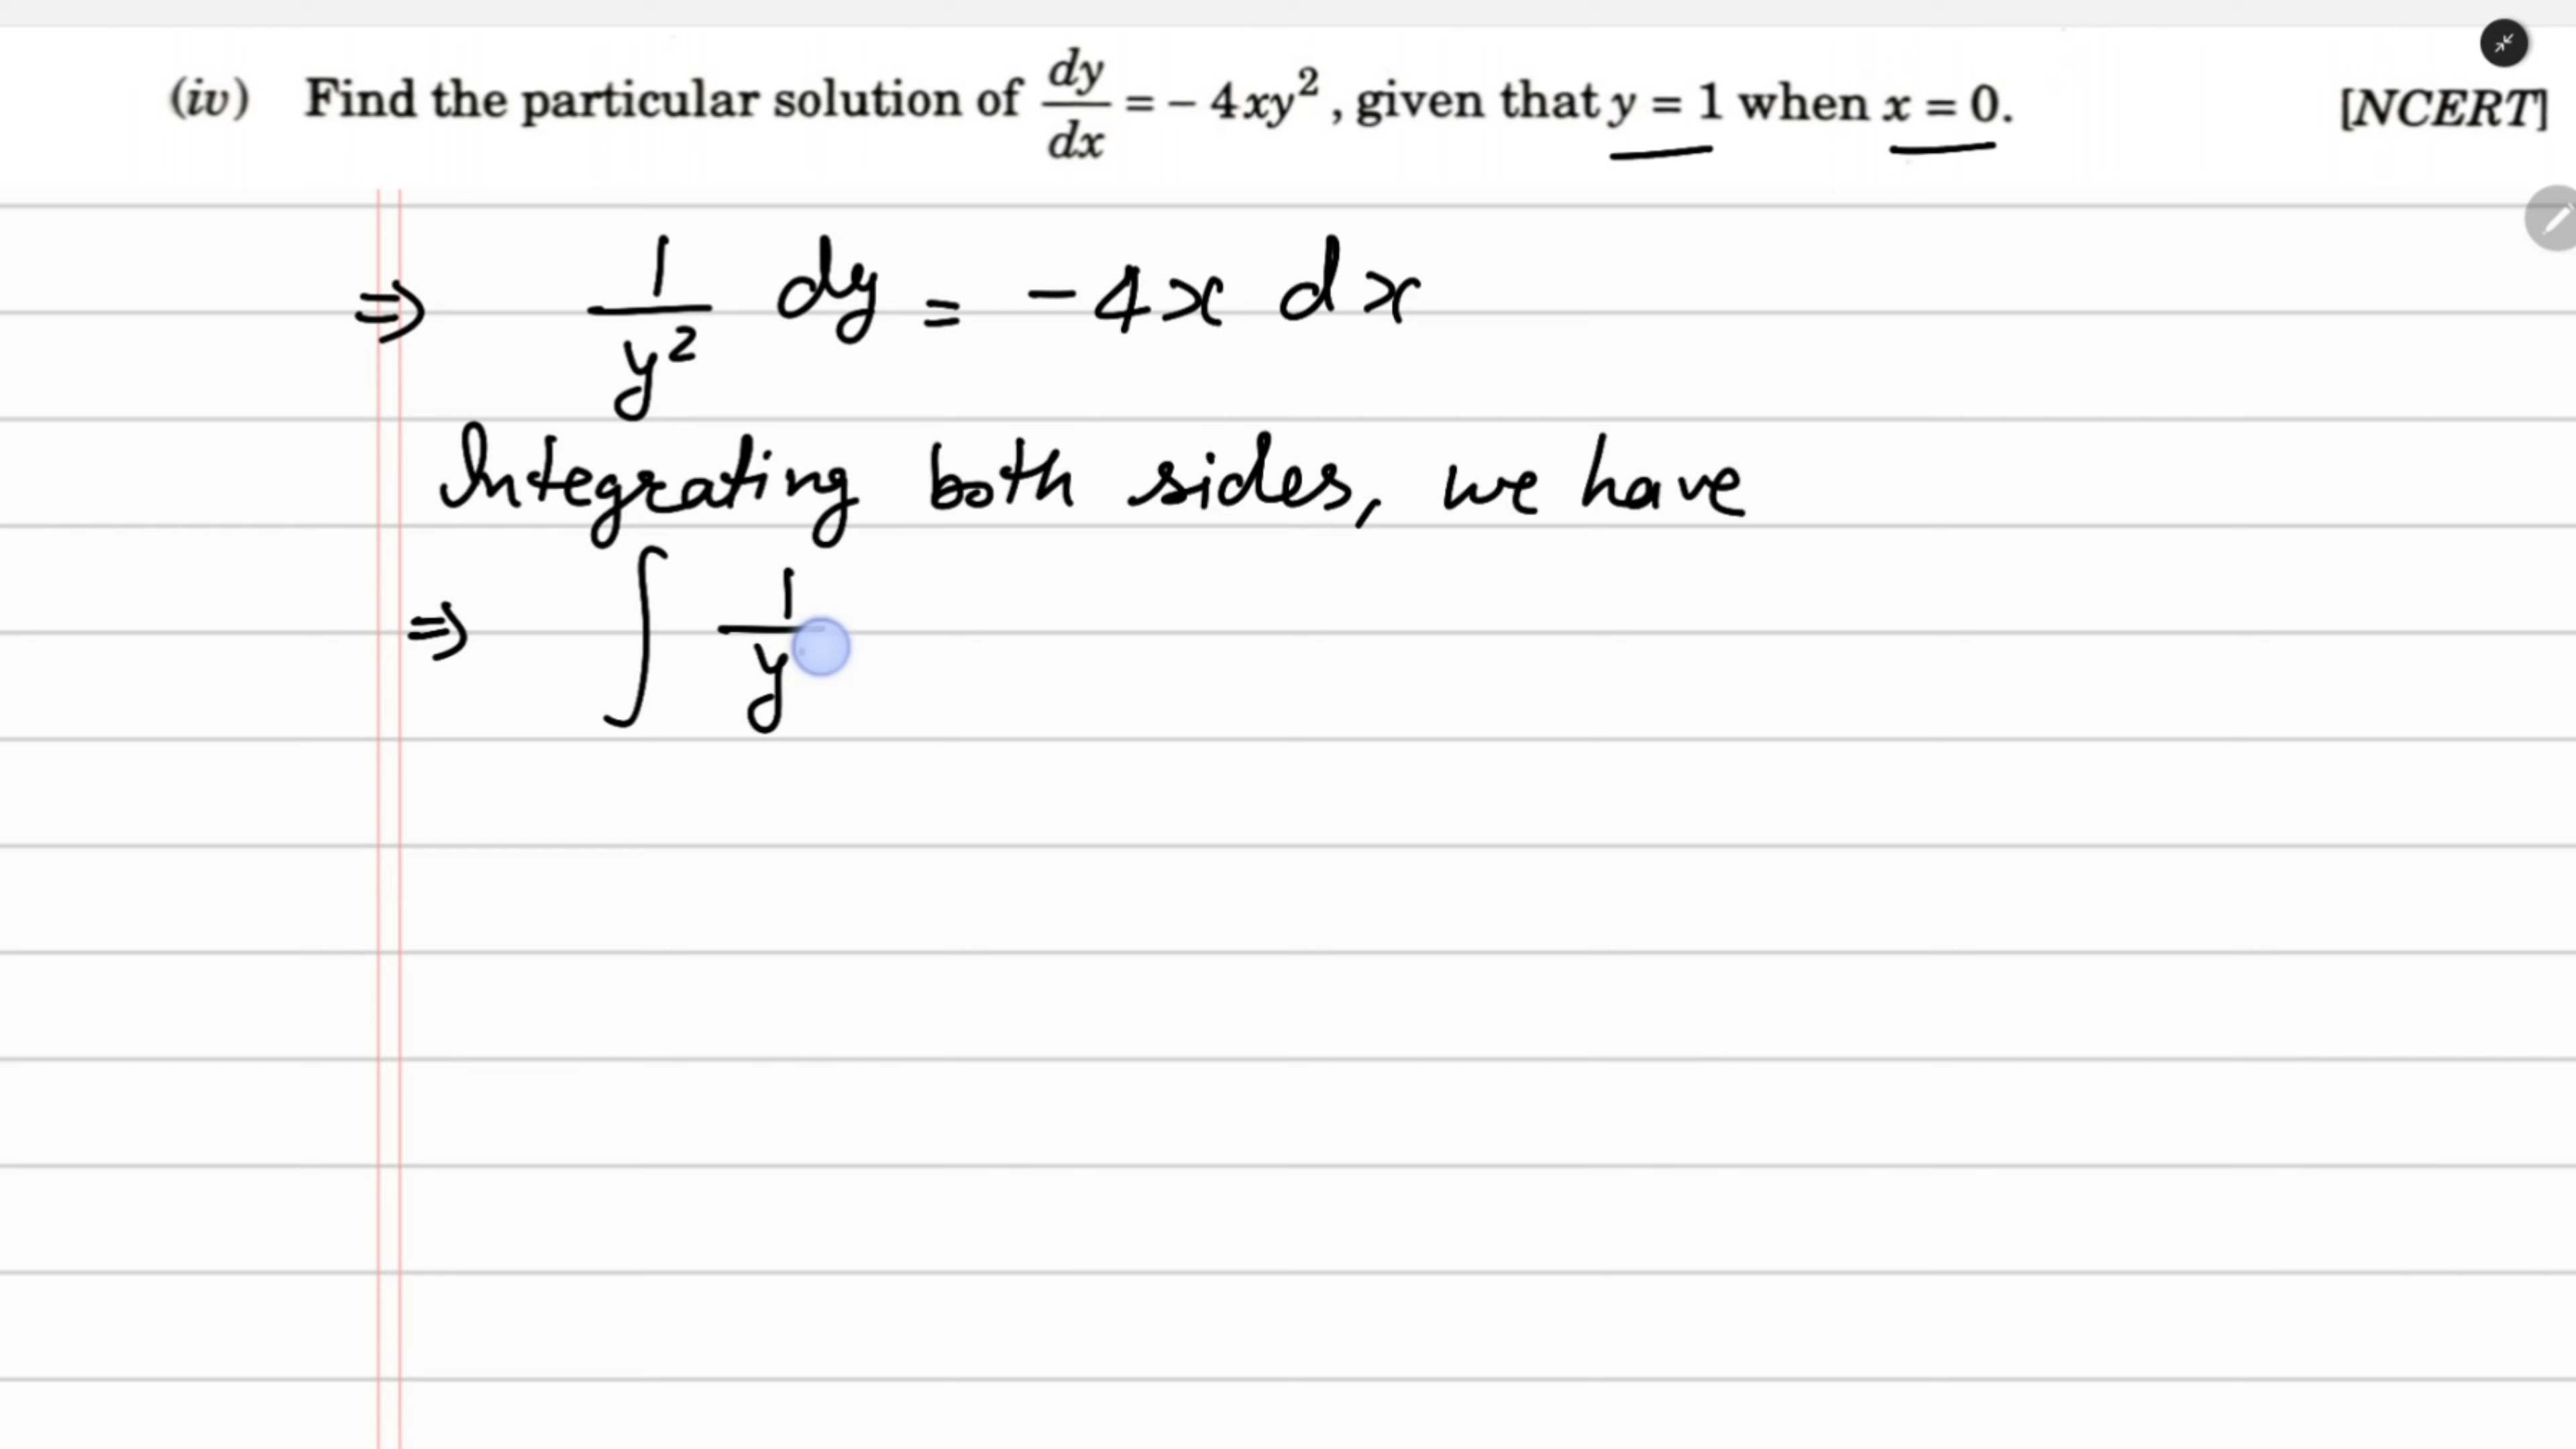 (iv) Find the particular solution of dy/dx = – 4xy², given that y = 1 when x = 0. [NCERT]
⇒ 1/y² dy = -4x dx
Integrating both sides, we have
⇒ ∫ 1/y